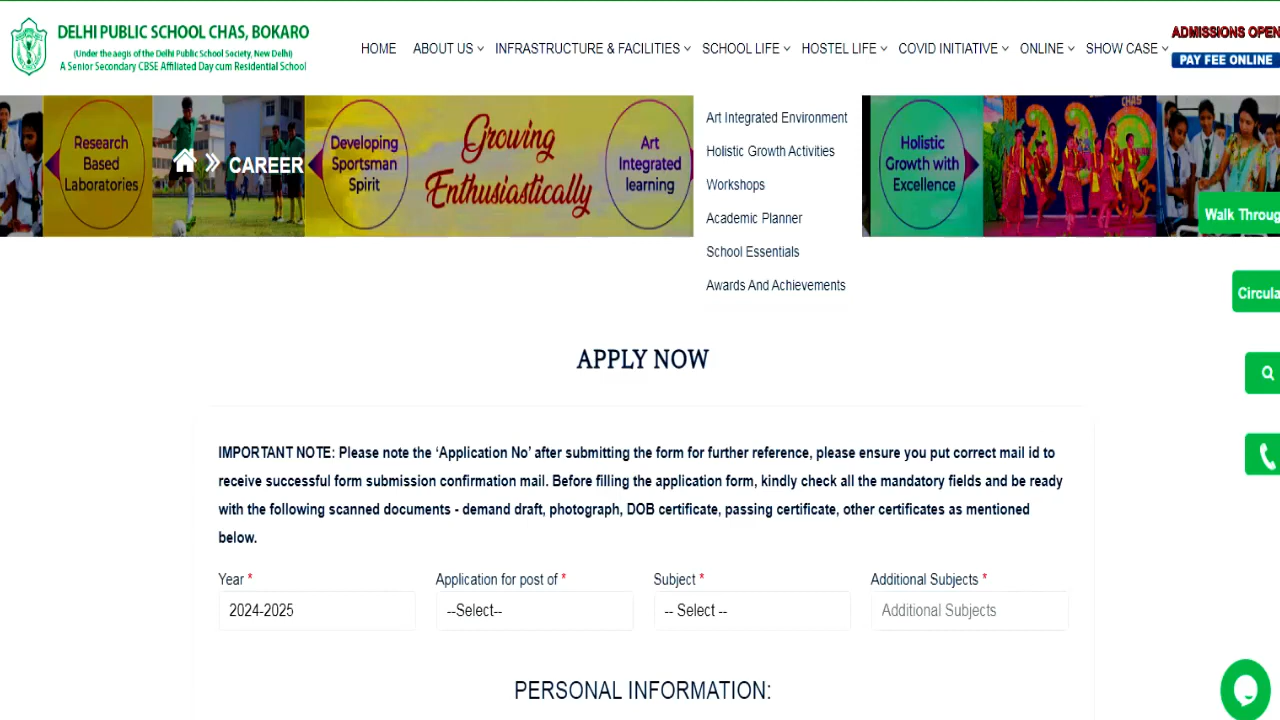 DELHI PUBLIC SCHOOL CHAS, BOKARO
(Under the aegis of the Delhi Public School Society, New Delhi)
A Senior Secondary CBSE Affiliated Day cum Residential School
HOME ABOUT US INFRASTRUCTURE & FACILITIES SCHOOL LIFE HOSTEL LIFE COVID INITIATIVE ONLINE SHOW CASE
ADMISSIONS OPEN
PAY FEE ONLINE
Research
Based
Laboratories
CAREER
Developing
Sportsman
Spirit
Growing
Enthusiastically
Art
Integrated
learning
Art Integrated Environment
Holistic Growth Activities
Workshops
Academic Planner
School Essentials
Awards And Achievements
Holistic
Growth with
Excellence
CHAS
Walk Throug
Circula
APPLY NOW
IMPORTANT NOTE: Please note the ‘Application No’ after submitting the form for further reference, please ensure you put correct mail id to
receive successful form submission confirmation mail. Before filling the application form, kindly check all the mandatory fields and be ready
with the following scanned documents - demand draft, photograph, DOB certificate, passing certificate, other certificates as mentioned
below.
Year * Application for post of * Subject * Additional Subjects *
2024-2025 --Select-- -- Select -- Additional Subjects
PERSONAL INFORMATION: